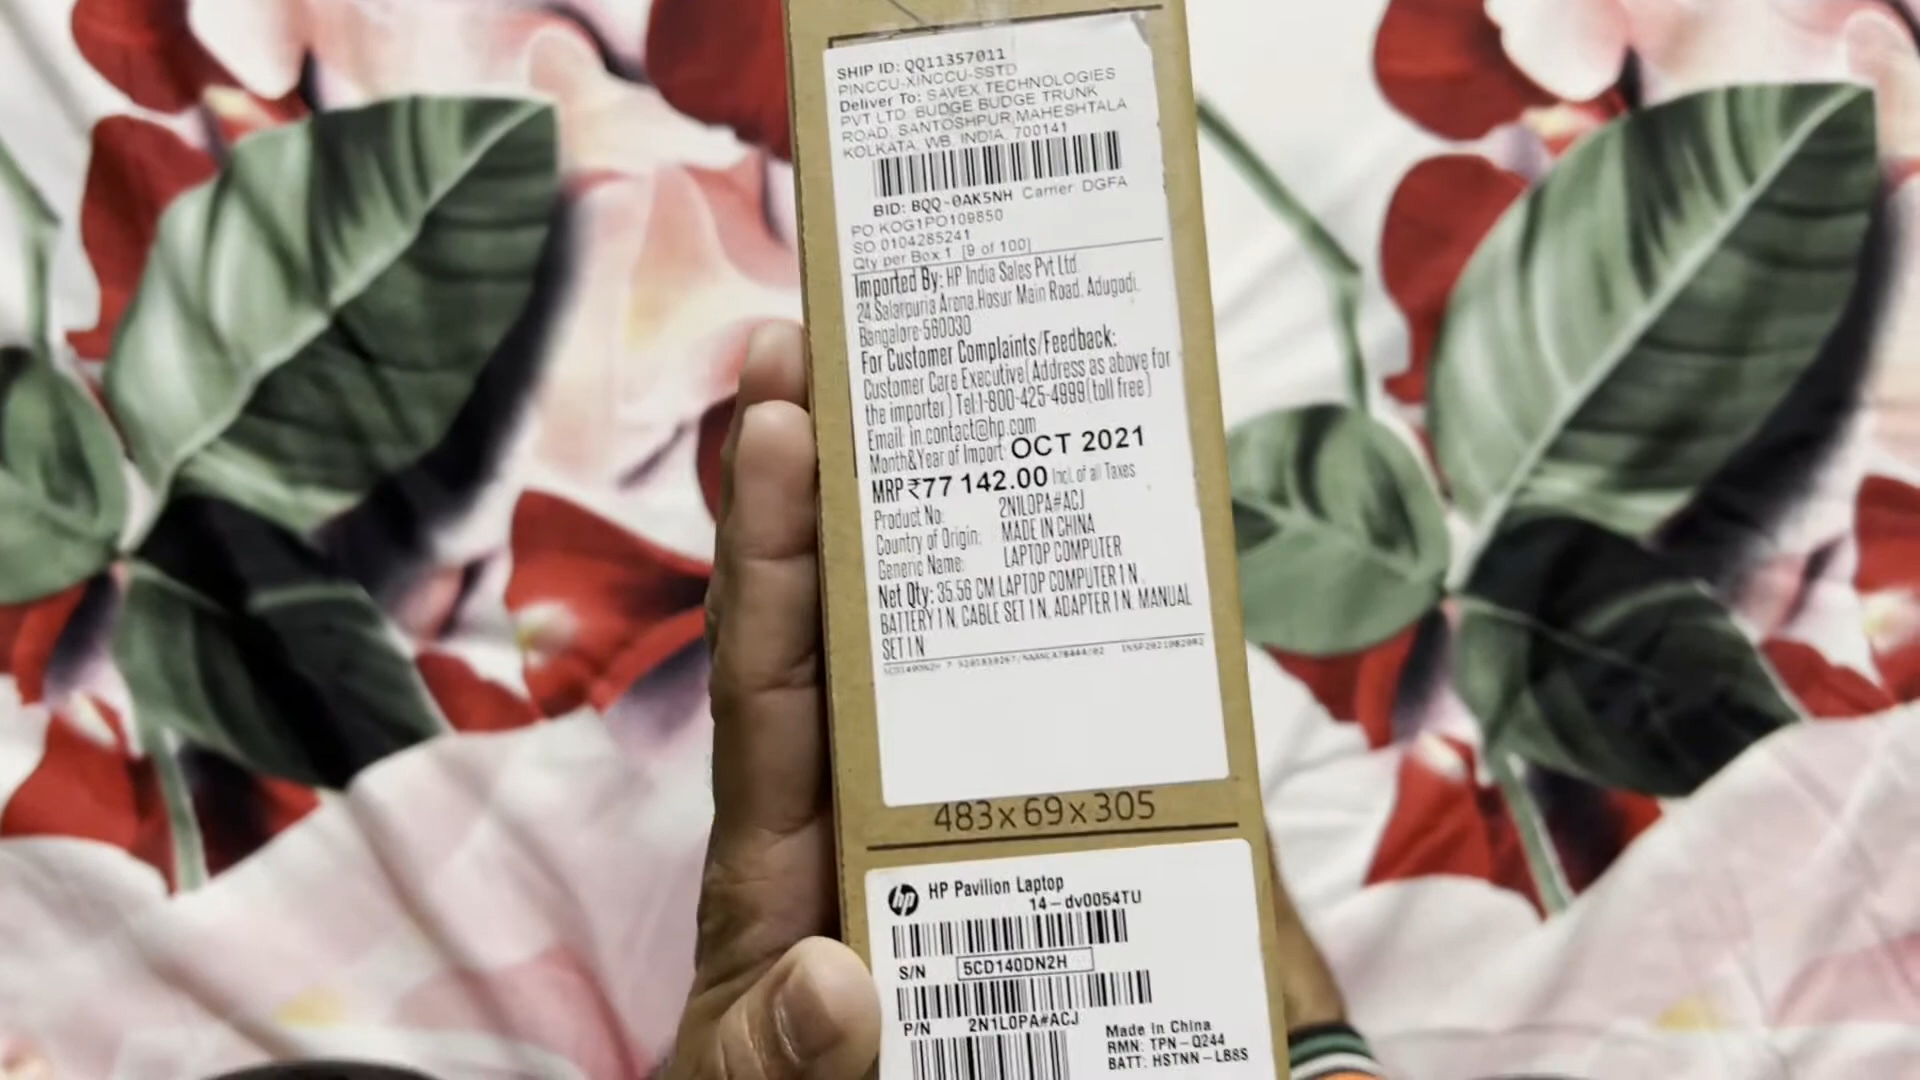 SHIP ID: QQ11357011
PINCCU-XINCCU-SSTD
Deliver To: SAVEX TECHNOLOGIES
PVT LTD. BUDGE BUDGE TRUNK
ROAD, SANTOSHPUR,MAHESHTALA
KOLKATA, WB, INDIA, 700141
BID: BQQ-0AK5NH Carrier DGFA
PO KOG1PO109850
SO 0104285241
Qty per Box 1 [9 of 100]
Imported By: HP India Sales Pvt Ltd.
24,Salarpuria Arena,Hosur Main Road, Adugodi,
Bangalore-560030
For Customer Complaints/Feedback:
Customer Care Executive(Address as above for
the importer) Tel:1-800-425-4999(toll free)
Email: in.contact@hp.com
Month&Year of Import: OCT 2021
MRP ₹77 142.00 Incl. of all Taxes
Product No: 2N1L0PA#ACJ
Country of Origin: MADE IN CHINA
Generic Name: LAPTOP COMPUTER
Net Qty: 35.56 CM LAPTOP COMPUTER 1 N,
BATTERY 1 N, CABLE SET 1 N, ADAPTER 1 N, MANUAL
SET 1 N
483x69x305
hp HP Pavilion Laptop
14-dv0054TU
S/N 5CD140DN2H
P/N 2N1L0PA#ACJ
Made in China
RMN: TPN-Q244
BATT: HSTNN-LB8S